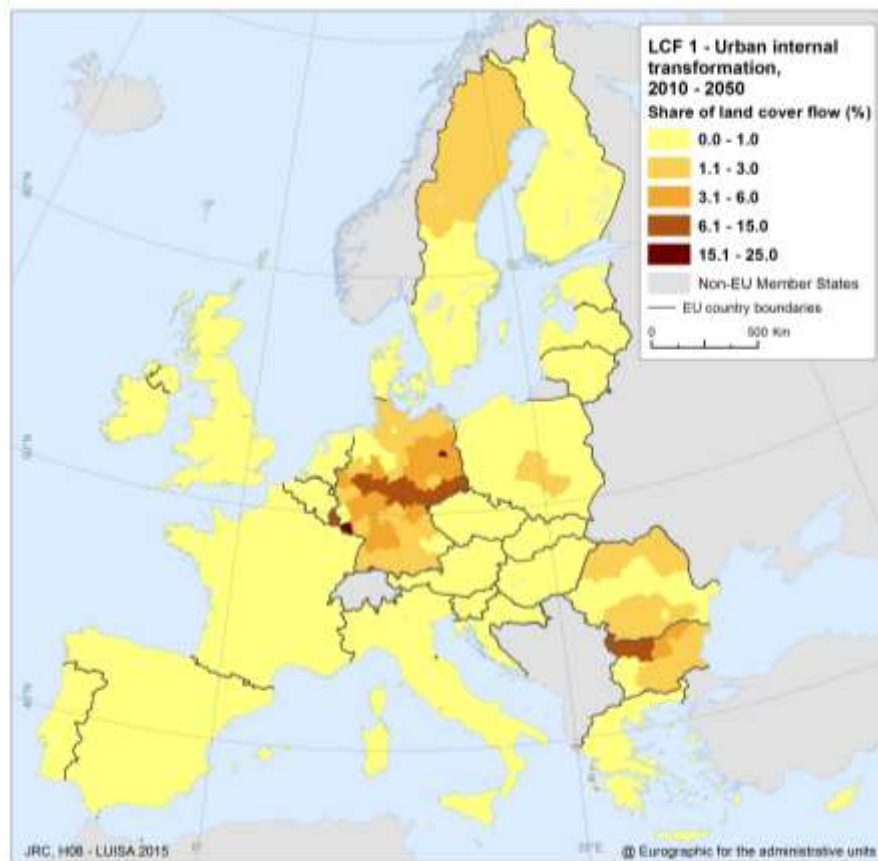 LCF 1 - Urban internal
transformation,
2010 - 2050
Share of land cover flow (%)
0.0 - 1.0
1.1 - 3.0
3.1 - 6.0
6.1 - 15.0
15.1 - 25.0
Non-EU Member States
EU country boundaries
0 500 Km
JRC, H08 - LUISA 2015
@ Eurographic for the administrative units